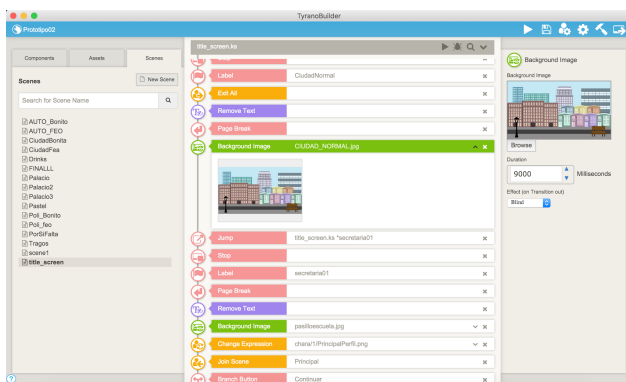 TyranoBuilder
Prototipo02
Components
Assets
Scenes
Scenes
New Scene
Search for Scene Name
AUTO_Bonito
AUTO_FEO
CiudadBonita
CiudadFea
Drinks
FINALLL
Palacio
Palacio2
Palacio3
Pastel
Poli_Bonito
Poli_feo
PorSiFalta
Tragos
scene1
title_screen
title_screen.ks
Stop
Label CiudadNormal
Exit All
Remove Text
Page Break
Background Image CIUDAD_NORMAL.jpg
Jump title_screen.ks *secretaria01
Stop
Label secretaria01
Page Break
Remove Text
Background Image pasilloescuela.jpg
Change Expression chara/1/PrincipalPerfil.png
Join Scene Principal
Branch Button Continuar
Background Image
Background Image
Browse
Duration
9000 Milliseconds
Effect (on Transition out)
Blind
?